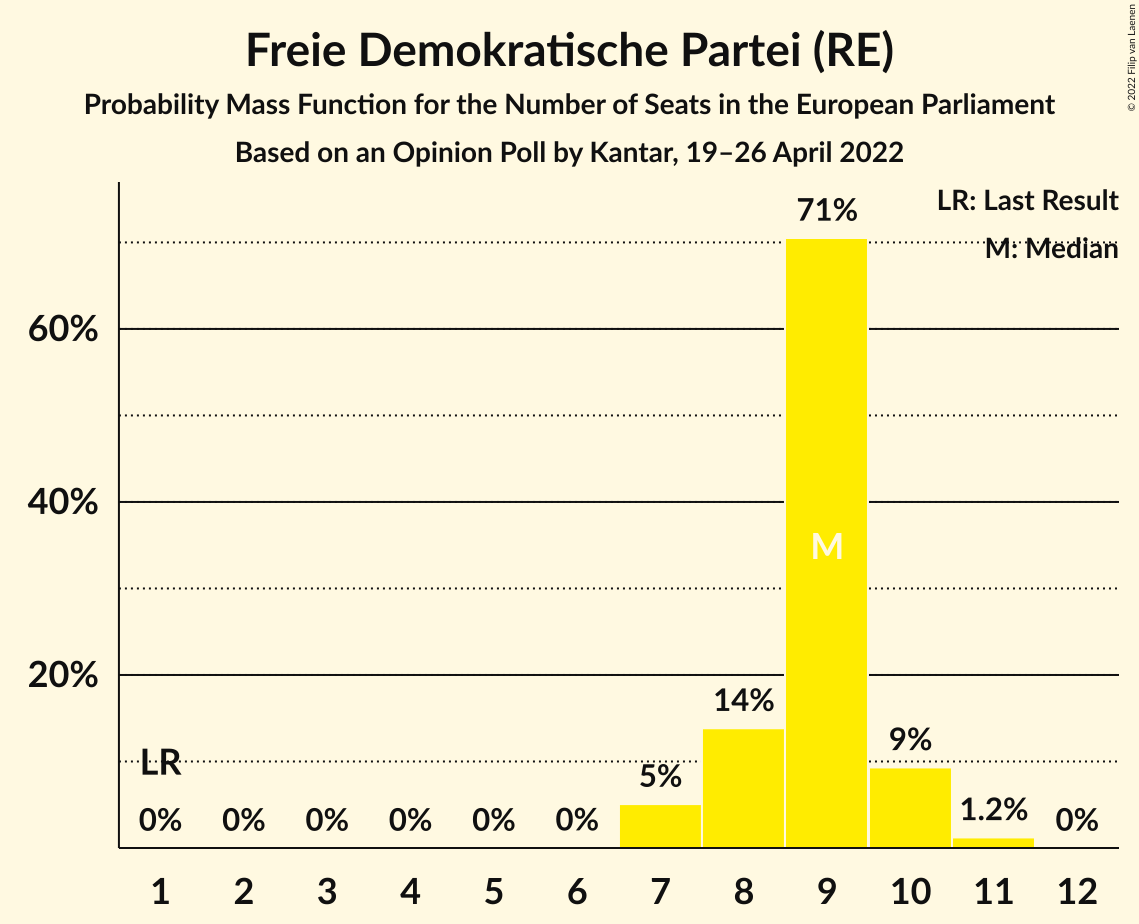 Freie Demokratische Partei (RE)
Probability Mass Function for the Number of Seats in the European Parliament
Based on an Opinion Poll by Kantar, 19–26 April 2022
© 2022 Filip van Laenen
LR: Last Result
M: Median
71%
60%
40%
M
20%
14%
9%
LR
5%
1.2%
0% 0% 0% 0% 0% 0% 0%
1 2 3 4 5 6 7 8 9 10 11 12